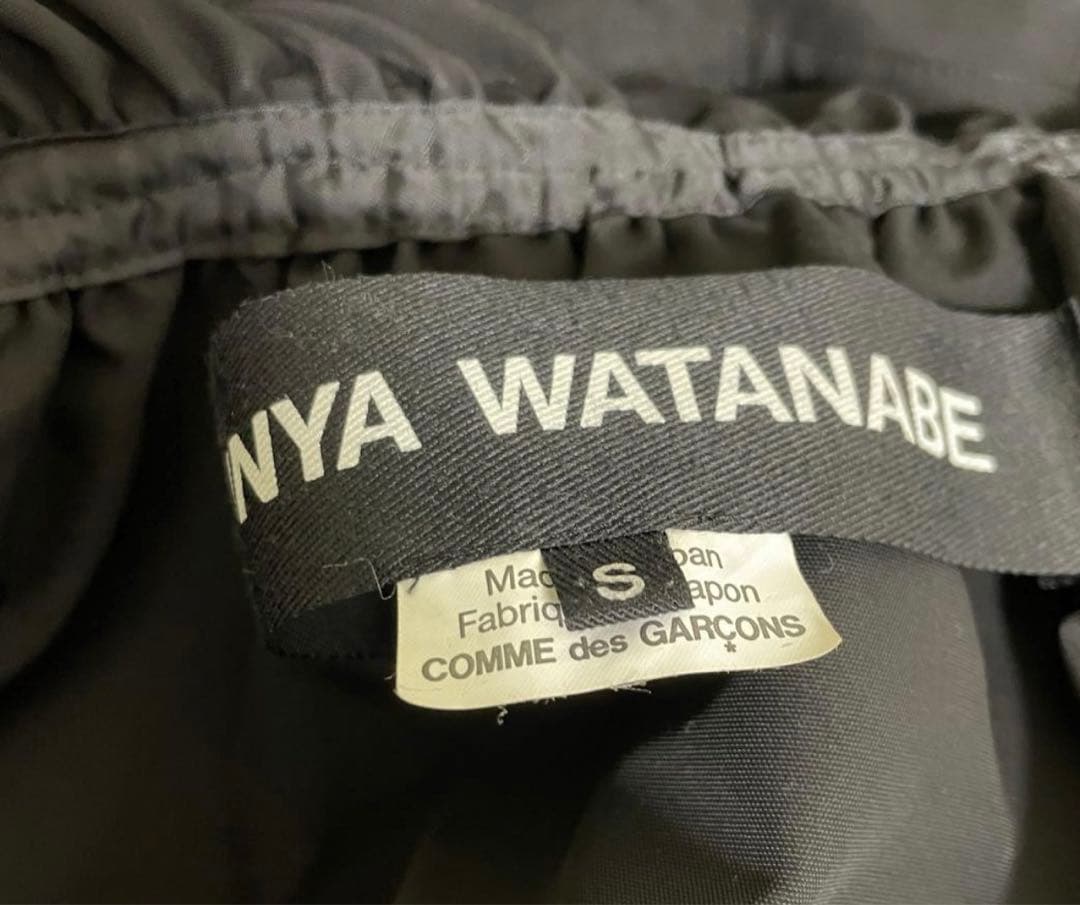 NYA WATANABE
S
Mac pan
Fabriq apon
COMME des GARÇONS
*